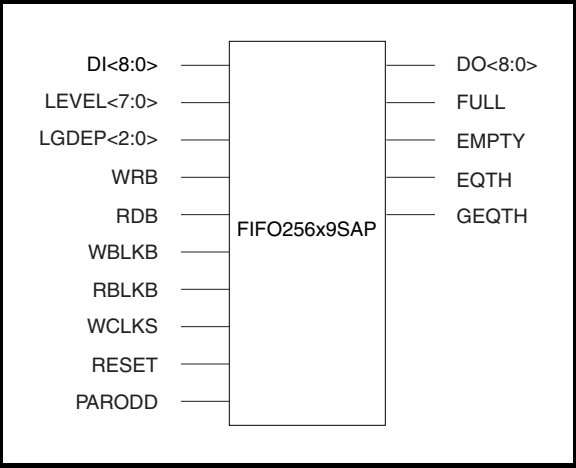 DI<8:0>
LEVEL<7:0>
LGDEP<2:0>
WRB
RDB
WBLKB
RBLKB
WCLKS
RESET
PARODD
FIFO256x9SAP
DO<8:0>
FULL
EMPTY
EQTH
GEQTH